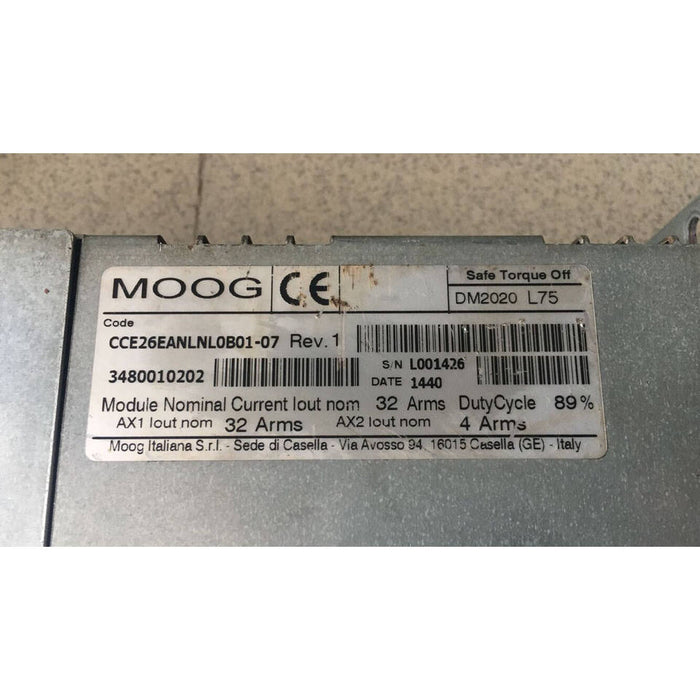 MOOG CE Safe Torque Off
DM2020 L75
Code
CCE26EANLNL0B01-07 Rev. 1
S/N L001426
3480010202 DATE 1440
Module Nominal Current Iout nom 32 Arms DutyCycle 89%
AX1 Iout nom 32 Arms AX2 Iout nom 4 Arms
Moog Italiana S.r.l. - Sede di Casella - Via Avosso 94, 16015 Casella (GE) - Italy